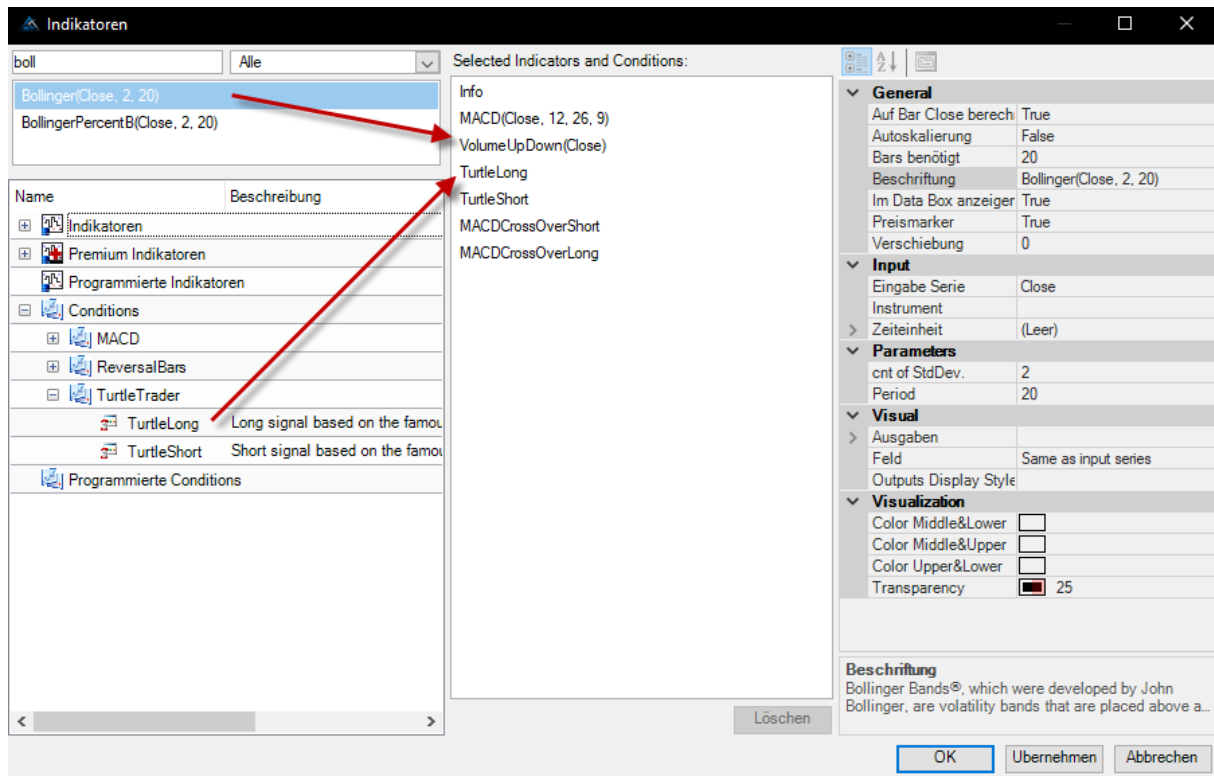 Indikatoren
boll
Alle
Bollinger(Close, 2, 20)
BollingerPercentB(Close, 2, 20)
Name Beschreibung
Indikatoren
Premium Indikatoren
Programmierte Indikatoren
Conditions
MACD
ReversalBars
TurtleTrader
TurtleLong Long signal based on the famou
TurtleShort Short signal based on the famou
Programmierte Conditions
Selected Indicators and Conditions:
Info
MACD(Close, 12, 26, 9)
VolumeUpDown(Close)
TurtleLong
TurtleShort
MACDCrossOverShort
MACDCrossOverLong
Löschen
General
Auf Bar Close berech True
Autoskalierung False
Bars benötigt 20
Beschriftung Bollinger(Close, 2, 20)
Im Data Box anzeiger True
Preismarker True
Verschiebung 0
Input
Eingabe Serie Close
Instrument
Zeiteinheit (Leer)
Parameters
cnt of StdDev. 2
Period 20
Visual
Ausgaben
Feld Same as input series
Outputs Display Style
Visualization
Color Middle&Lower
Color Middle&Upper
Color Upper&Lower
Transparency 25
Beschriftung
Bollinger Bands®, which were developed by John
Bollinger, are volatility bands that are placed above a...
OK Ubernehmen Abbrechen